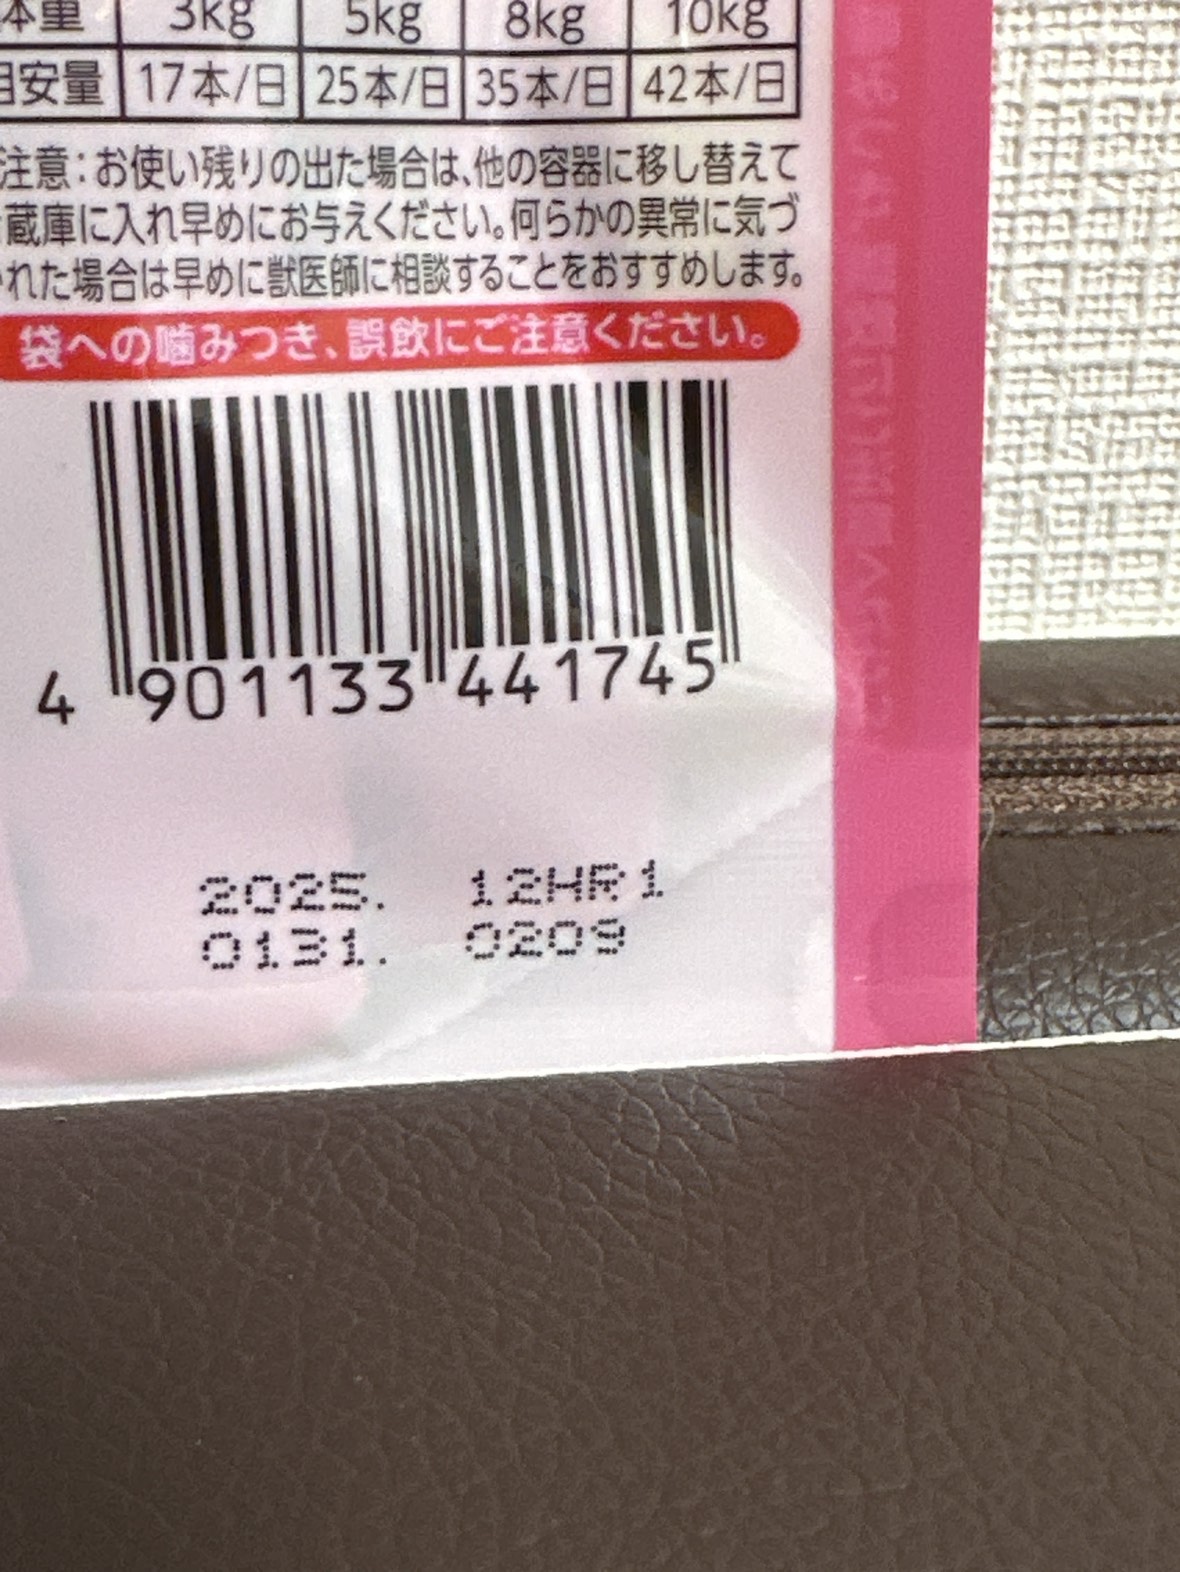 体重 3kg 5kg 8kg 10kg
目安量 17本/日 25本/日 35本/日 42本/日
注意：お使い残りの出た場合は、他の容器に移し替えて
蔵庫に入れ早めにお与えください。何らかの異常に気づ
かれた場合は早めに獣医師に相談することをおすすめします。
袋への噛みつき、誤飲にご注意ください。
4 901133 441745
2025. 12HR1
0131. 0209